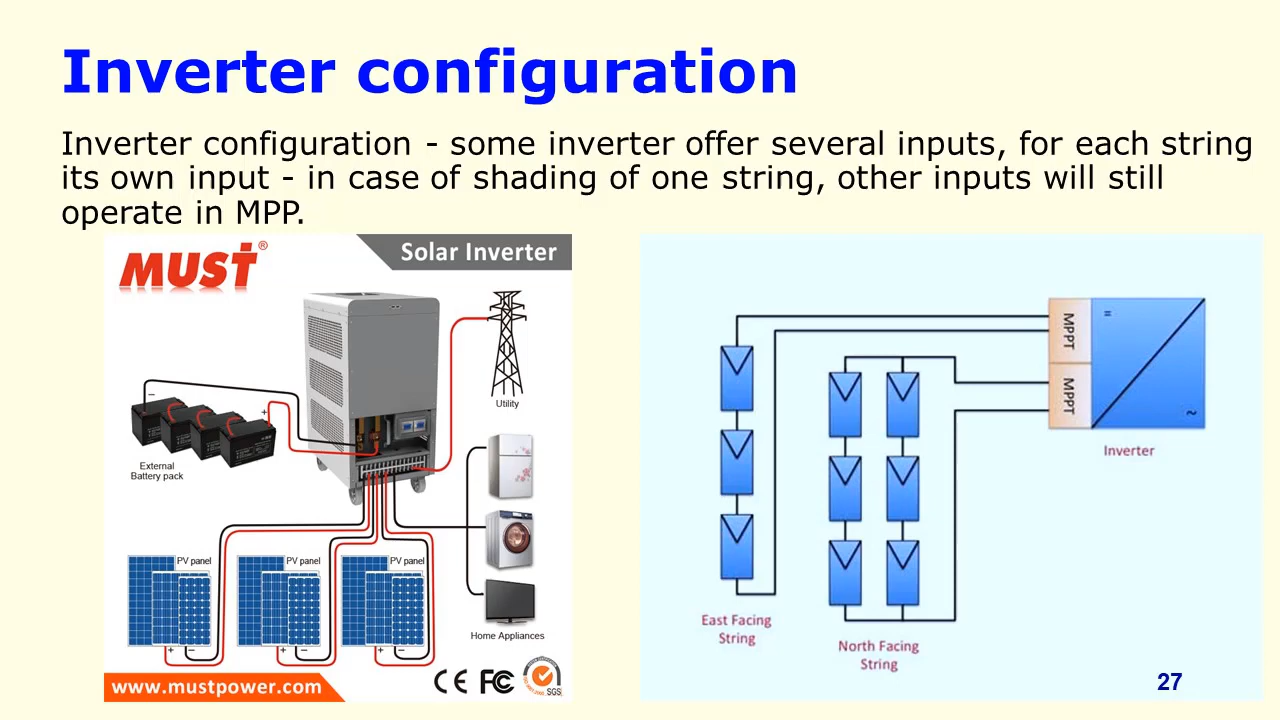 Inverter configuration
Inverter configuration - some inverter offer several inputs, for each string
its own input - in case of shading of one string, other inputs will still
operate in MPP.
MUST®
Solar Inverter
Utility
−
+
External
Battery pack
PV panel
PV panel
PV panel
+ −
+ −
+ −
Home Appliances
www.mustpower.com
CE FC SGS
MPPT
MPPT
=
~
Inverter
East Facing
String
North Facing
String
27